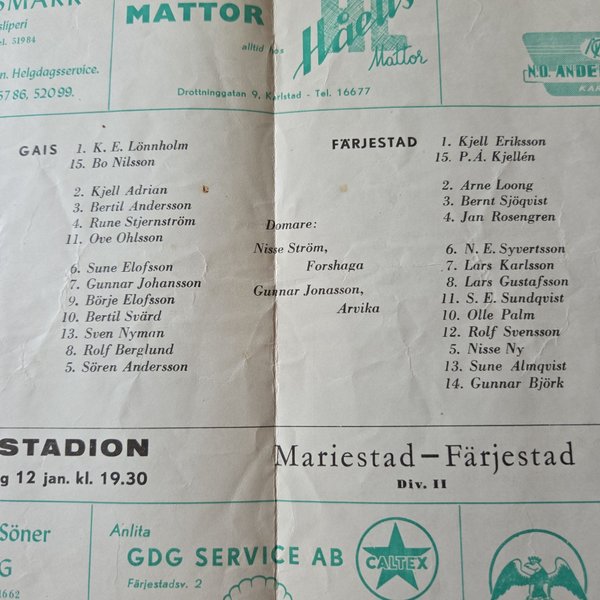 SMARK
sliperi
el. 51984
n. Helgdagsservice.
5786, 52099.
MATTOR
alltid hos
Håells
Mattor
Drottninggatan 9, Karlstad - Tel. 16677
N.O. ANDE
KAR
GAIS
1. K. E. Lönnholm
15. Bo Nilsson
2. Kjell Adrian
3. Bertil Andersson
4. Rune Stjernström
11. Ove Ohlsson
6. Sune Elofsson
7. Gunnar Johansson
9. Börje Elofsson
10. Bertil Svärd
13. Sven Nyman
8. Rolf Berglund
5. Sören Andersson
Domare:
Nisse Ström,
Forshaga
Gunnar Jonasson,
Arvika
FÄRJESTAD
1. Kjell Eriksson
15. P.Å. Kjellén
2. Arne Loong
3. Bernt Sjöqvist
4. Jan Rosengren
6. N. E. Syvertsson
7. Lars Karlsson
8. Lars Gustafsson
11. S. E. Sundqvist
10. Olle Palm
12. Rolf Svensson
5. Nisse Ny
13. Sune Almqvist
14. Gunnar Björk
STADION
g 12 jan. kl. 19.30
Mariestad – Färjestad
Div. II
Söner
G
1662
Anlita
GDG SERVICE AB
Färjestadsv. 2
CALTEX